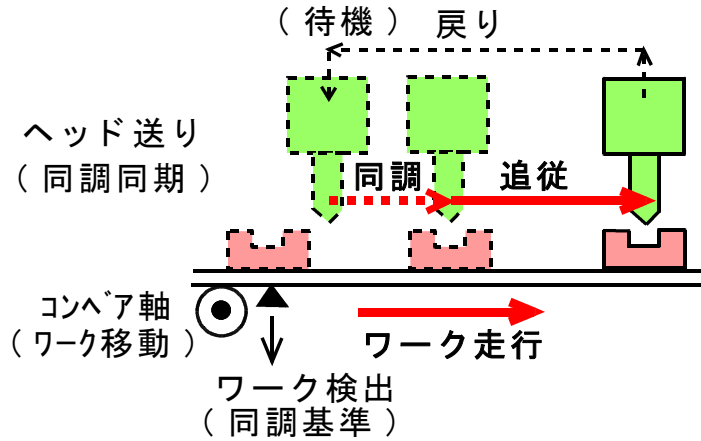 （待機）戻り
ヘッド送り
（同調同期）
同調
追従
コンベア軸
（ワーク移動）
ワーク走行
ワーク検出
（同調基準）